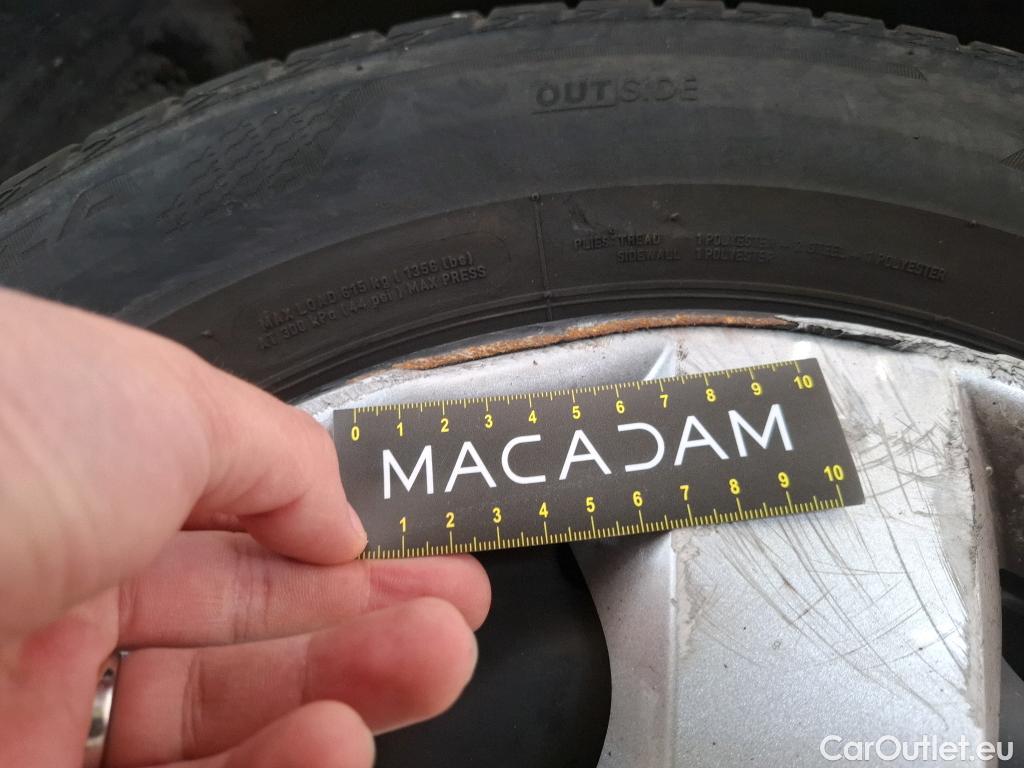 OUTSIDE
MAX LOAD 615 kg ( 1356 lbs)
AT 300 kPa (44 psi) MAX PRESS
PLIES: TREAD 1 POLYESTER + 2 STEEL + 1 POLYESTER
SIDEWALL 1 POLYESTER
0 1 2 3 4 5 6 7 8 9 10
MACADAM
1 2 3 4 5 6 7 8 9 10
CarOutlet.eu